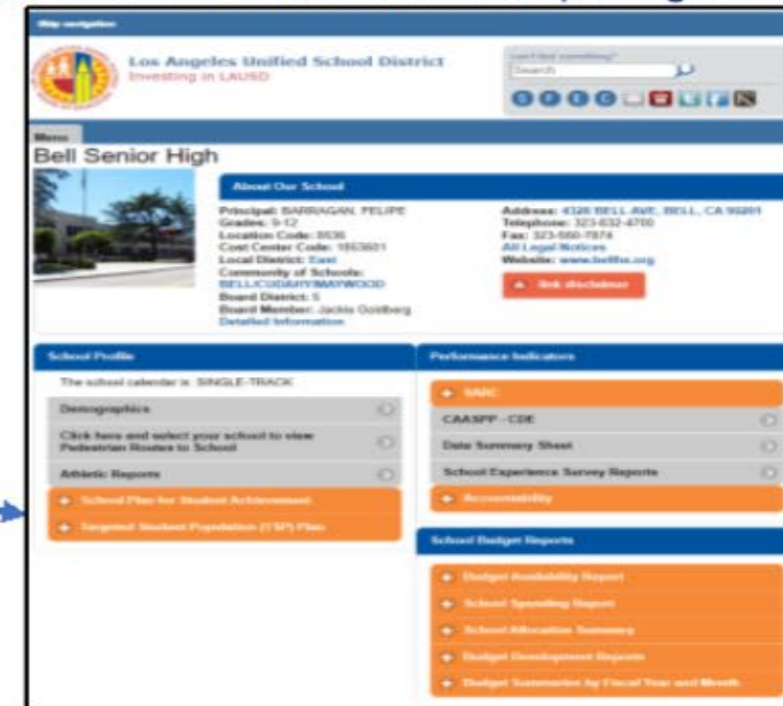 Skip navigation
Los Angeles Unified School District
Investing in LAUSD
Can't find something?
Search
Menu
Bell Senior High
About Our School
Principal: BARRAGAN, FELIPE
Grades: 9-12
Location Code: 8536
Cost Center Code: 1853601
Local District: East
Community of Schools:
BELL/CUDAHY/MAYWOOD
Board District: 5
Board Member: Jackie Goldberg
Detailed Information
Address: 4328 BELL AVE, BELL, CA 90201
Telephone: 323-832-4700
Fax: 323-560-7874
All Legal Notices
Website: www.bellhs.org
link disclaimer
School Profile
The school calendar is: SINGLE-TRACK
Demographics
Click here and select your school to view
Pedestrian Routes to School
Athletic Reports
School Plan for Student Achievement
Targeted Student Population (TSP) Plan
Performance Indicators
SARC
CAASPP - CDE
Data Summary Sheet
School Experience Survey Reports
Accountability
School Budget Reports
Budget Availability Report
School Spending Report
School Allocation Summary
Budget Development Reports
Budget Summaries by Fiscal Year and Month